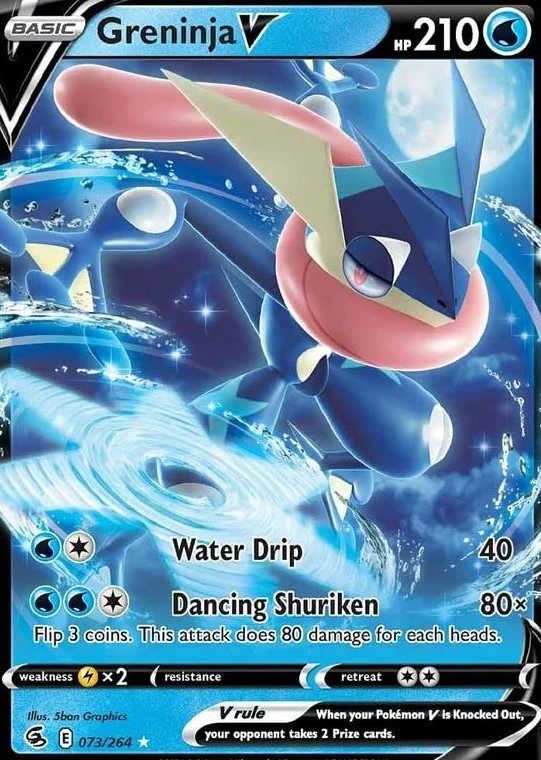 BASIC
Greninja V
HP 210
Water Drip 40
Dancing Shuriken 80×
Flip 3 coins. This attack does 80 damage for each heads.
weakness ×2 resistance retreat
Illus. 5ban Graphics
V rule
When your Pokémon V is Knocked Out,
your opponent takes 2 Prize cards.
E 073/264